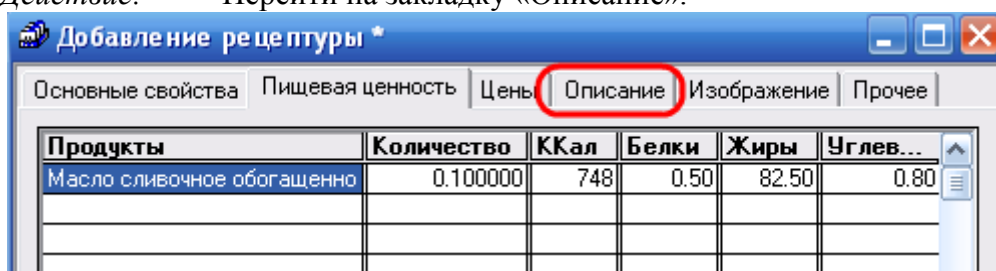 Действие: Перейти на закладку «Описание».
Добавление рецептуры *
Основные свойства Пищевая ценность Цены Описание Изображение Прочее
Продукты Количество ККал Белки Жиры Углев...
Масло сливочное обогащенно 0.100000 748 0.50 82.50 0.80